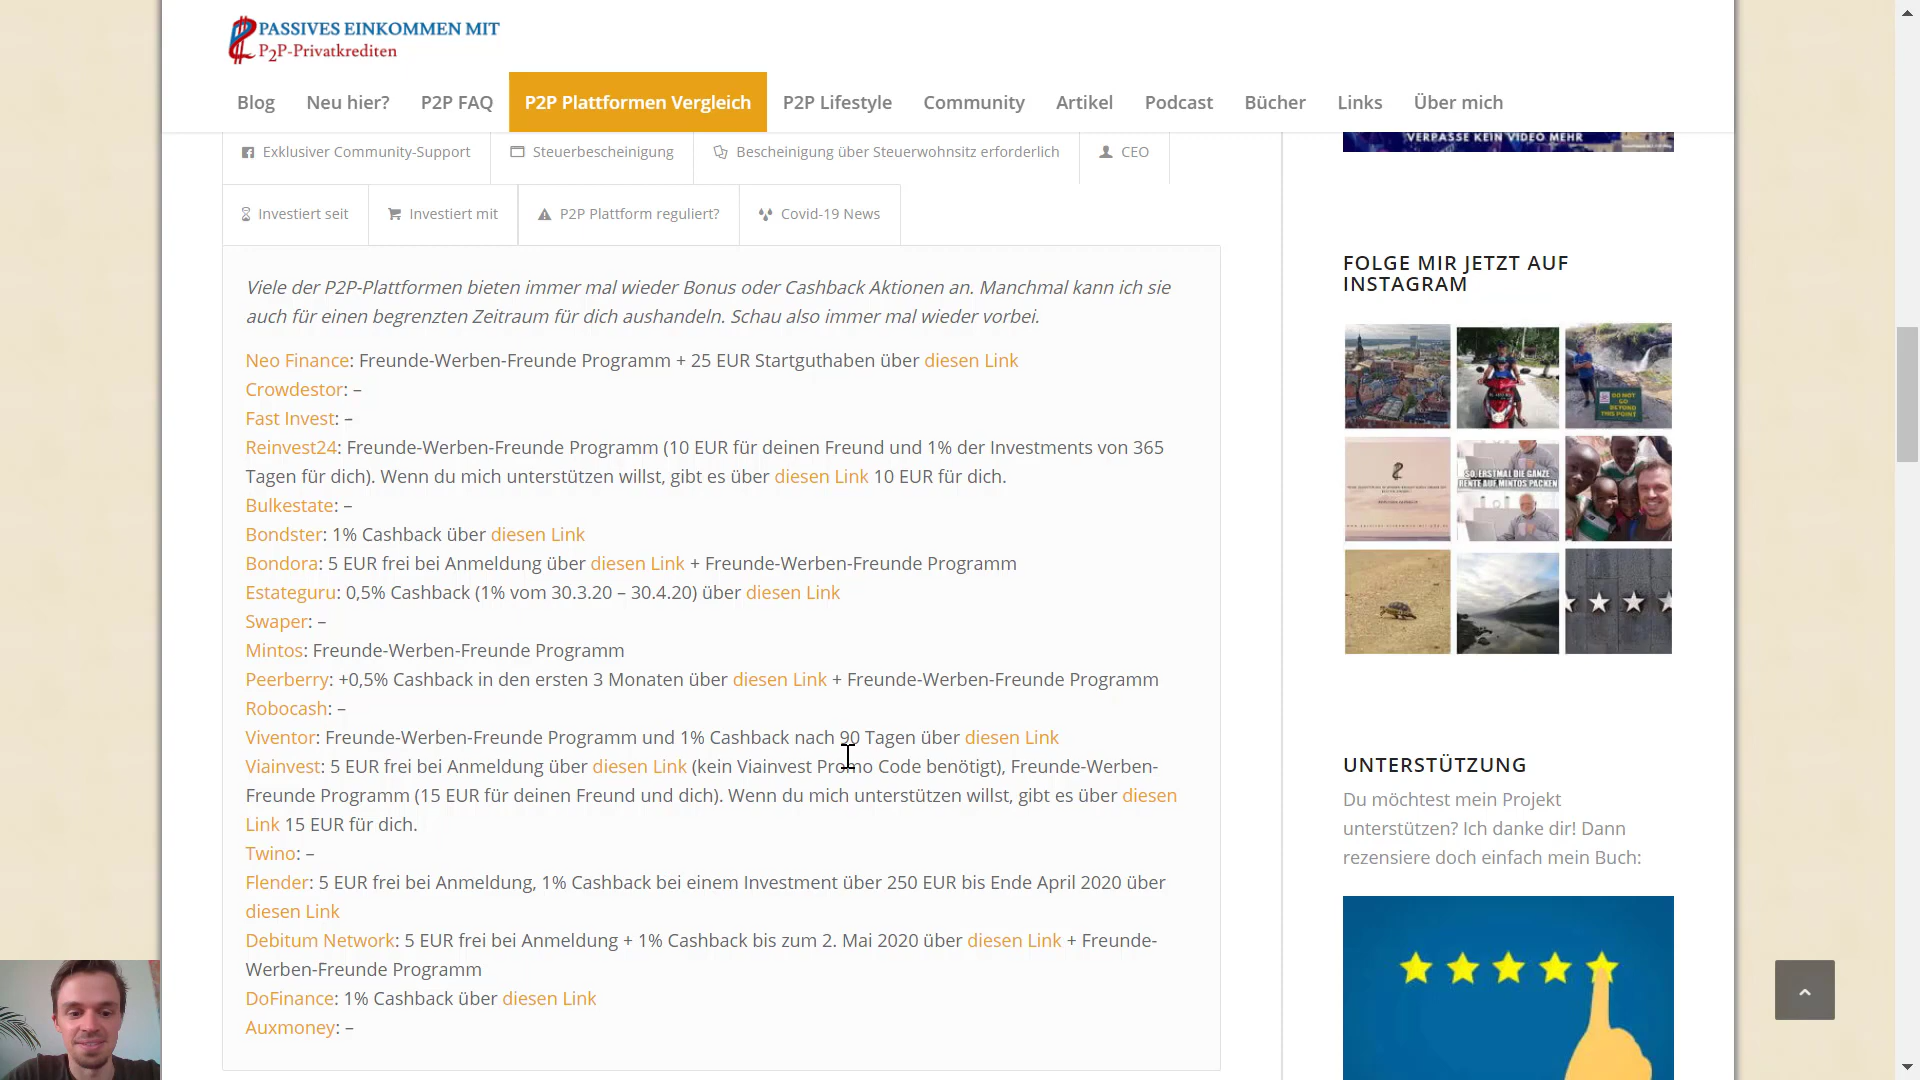 PASSIVES EINKOMMEN MIT
P2P-Privatkrediten
Blog
Neu hier?
P2P FAQ
P2P Plattformen Vergleich
P2P Lifestyle
Community
Artikel
Podcast
Bücher
Links
Über mich
Exklusiver Community-Support
Steuerbescheinigung
Bescheinigung über Steuerwohnsitz erforderlich
CEO
Investiert seit
Investiert mit
P2P Plattform reguliert?
Covid-19 News
Viele der P2P-Plattformen bieten immer mal wieder Bonus oder Cashback Aktionen an. Manchmal kann ich sie
auch für einen begrenzten Zeitraum für dich aushandeln. Schau also immer mal wieder vorbei.
Neo Finance: Freunde-Werben-Freunde Programm + 25 EUR Startguthaben über diesen Link
Crowdestor: –
Fast Invest: –
Reinvest24: Freunde-Werben-Freunde Programm (10 EUR für deinen Freund und 1% der Investments von 365
Tagen für dich). Wenn du mich unterstützen willst, gibt es über diesen Link 10 EUR für dich.
Bulkestate: –
Bondster: 1% Cashback über diesen Link
Bondora: 5 EUR frei bei Anmeldung über diesen Link + Freunde-Werben-Freunde Programm
Estateguru: 0,5% Cashback (1% vom 30.3.20 – 30.4.20) über diesen Link
Swaper: –
Mintos: Freunde-Werben-Freunde Programm
Peerberry: +0,5% Cashback in den ersten 3 Monaten über diesen Link + Freunde-Werben-Freunde Programm
Robocash: –
Viventor: Freunde-Werben-Freunde Programm und 1% Cashback nach 90 Tagen über diesen Link
Viainvest: 5 EUR frei bei Anmeldung über diesen Link (kein Viainvest Promo Code benötigt), Freunde-Werben-
Freunde Programm (15 EUR für deinen Freund und dich). Wenn du mich unterstützen willst, gibt es über diesen
Link 15 EUR für dich.
Twino: –
Flender: 5 EUR frei bei Anmeldung, 1% Cashback bei einem Investment über 250 EUR bis Ende April 2020 über
diesen Link
Debitum Network: 5 EUR frei bei Anmeldung + 1% Cashback bis zum 2. Mai 2020 über diesen Link + Freunde-
Werben-Freunde Programm
DoFinance: 1% Cashback über diesen Link
Auxmoney: –
VERPASSE KEIN VIDEO MEHR
FOLGE MIR JETZT AUF
INSTAGRAM
DO NOT
GO
BEYOND
THIS POINT
SO, ERSTMAL DIE GANZE
RENTE AUF MINTOS PACKEN
UNTERSTÜTZUNG
Du möchtest mein Projekt
unterstützen? Ich danke dir! Dann
rezensiere doch einfach mein Buch: